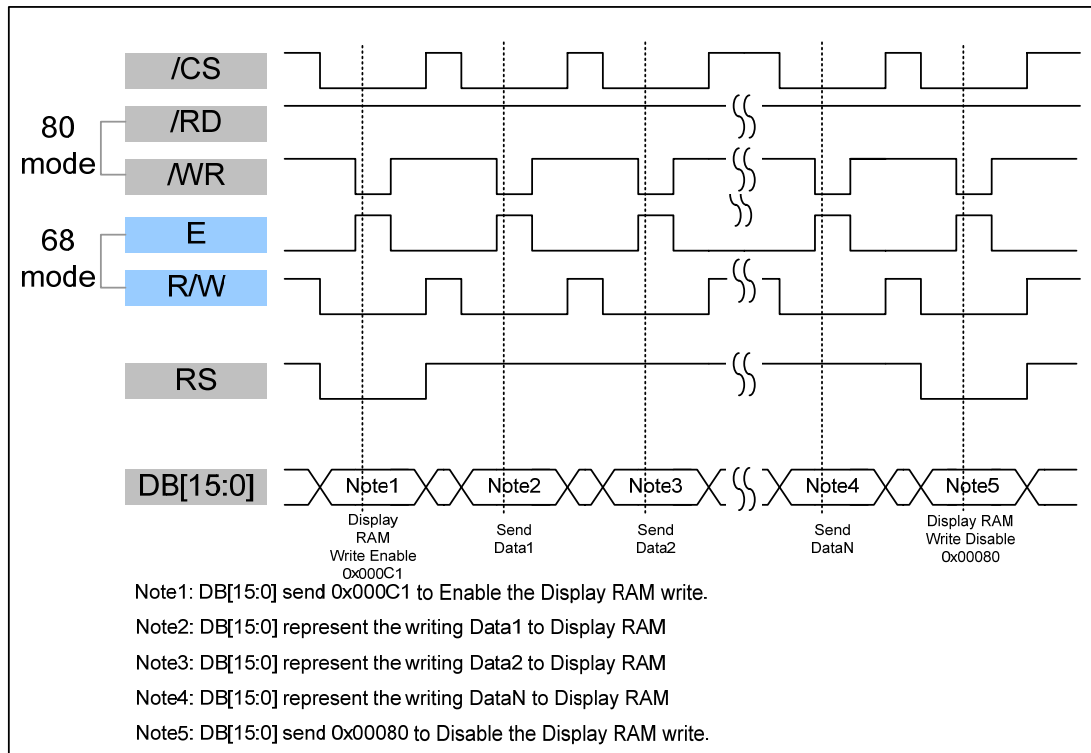 /CS
80
mode
/RD
/WR
68
mode
E
R/W
RS
DB[15:0]
Note1
Note2
Note3
Note4
Note5
Display
RAM
Write Enable
0x000C1
Send
Data1
Send
Data2
Send
DataN
Display RAM
Write Disable
0x00080
Note1: DB[15:0] send 0x000C1 to Enable the Display RAM write.
Note2: DB[15:0] represent the writing Data1 to Display RAM
Note3: DB[15:0] represent the writing Data2 to Display RAM
Note4: DB[15:0] represent the writing DataN to Display RAM
Note5: DB[15:0] send 0x00080 to Disable the Display RAM write.